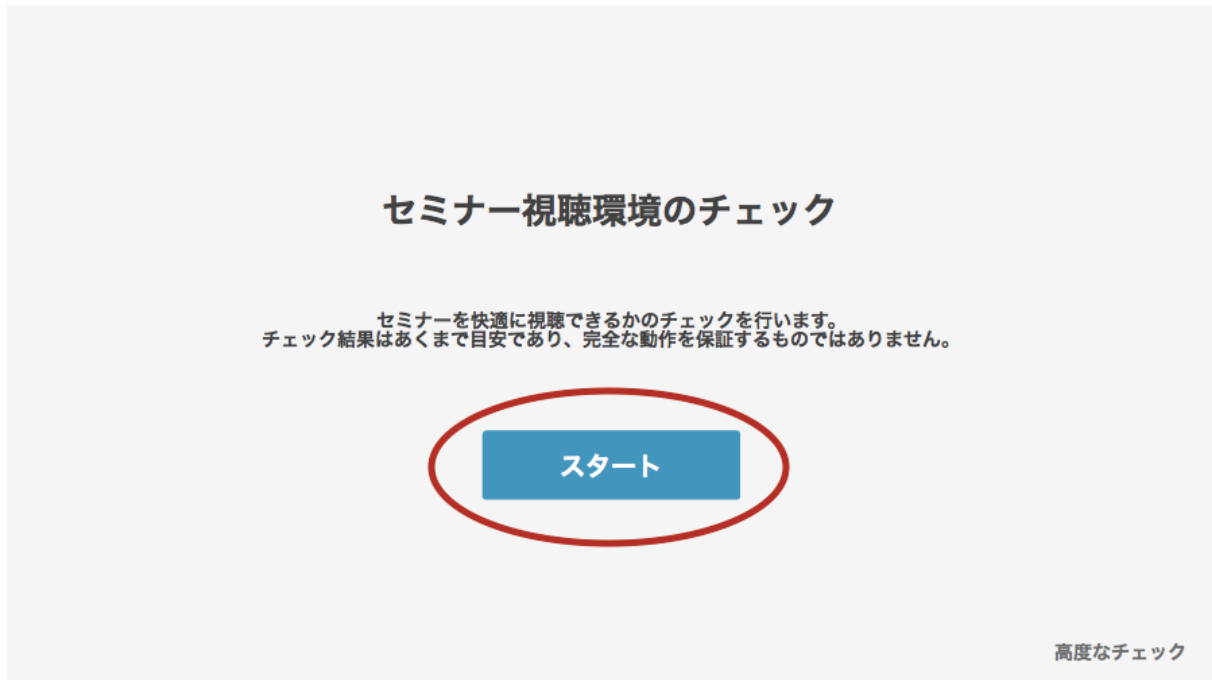 セミナー視聴環境のチェック
セミナーを快適に視聴できるかのチェックを行います。
チェック結果はあくまで目安であり、完全な動作を保証するものではありません。
スタート
高度なチェック